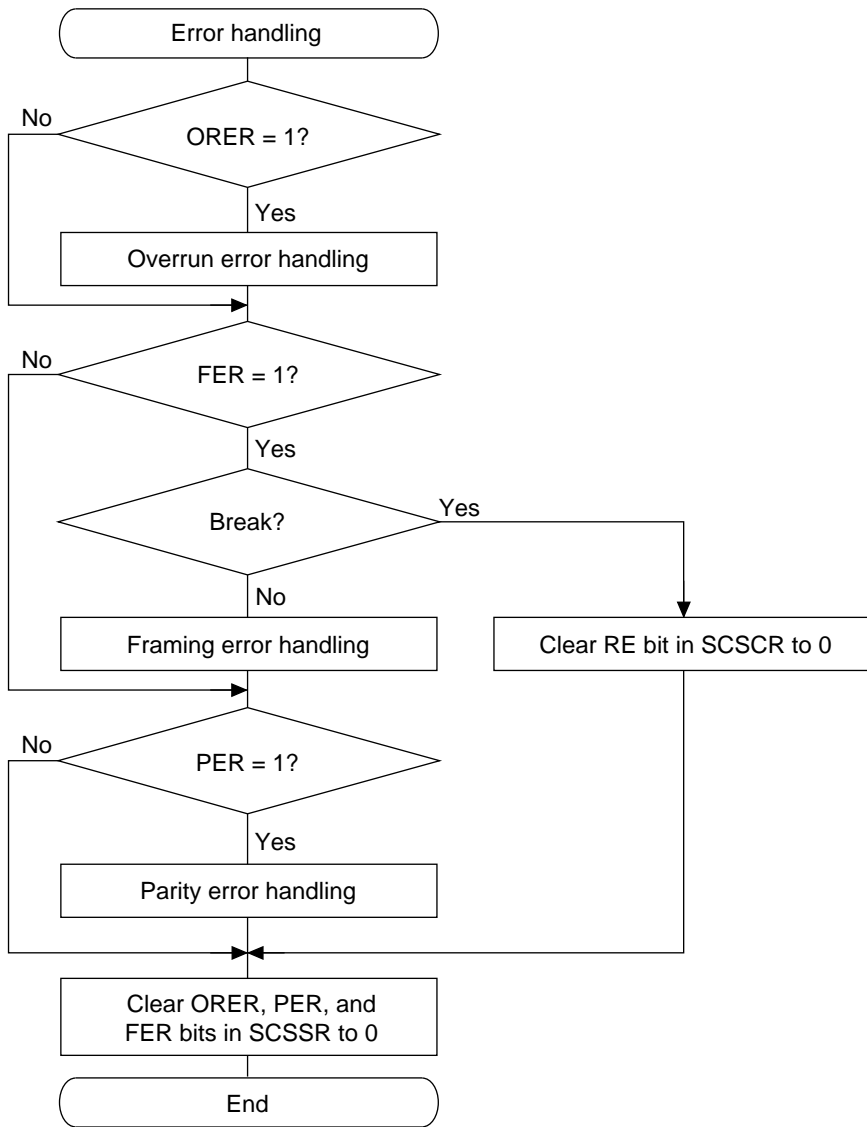 Error handling
No
ORER = 1?
Yes
Overrun error handling
No
FER = 1?
Yes
Break?
Yes
No
Framing error handling
Clear RE bit in SCSCR to 0
No
PER = 1?
Yes
Parity error handling
Clear ORER, PER, and
FER bits in SCSSR to 0
End